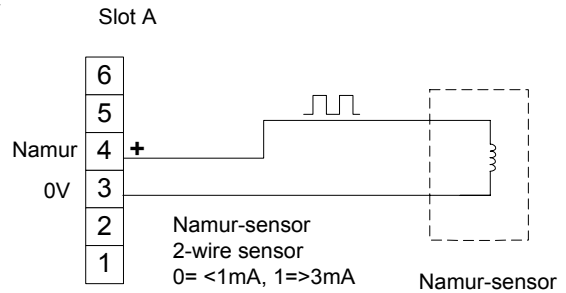 Slot A
6
5
Namur 4 +
0V 3
2
1
Namur-sensor
2-wire sensor
0= <1mA, 1=>3mA
Namur-sensor